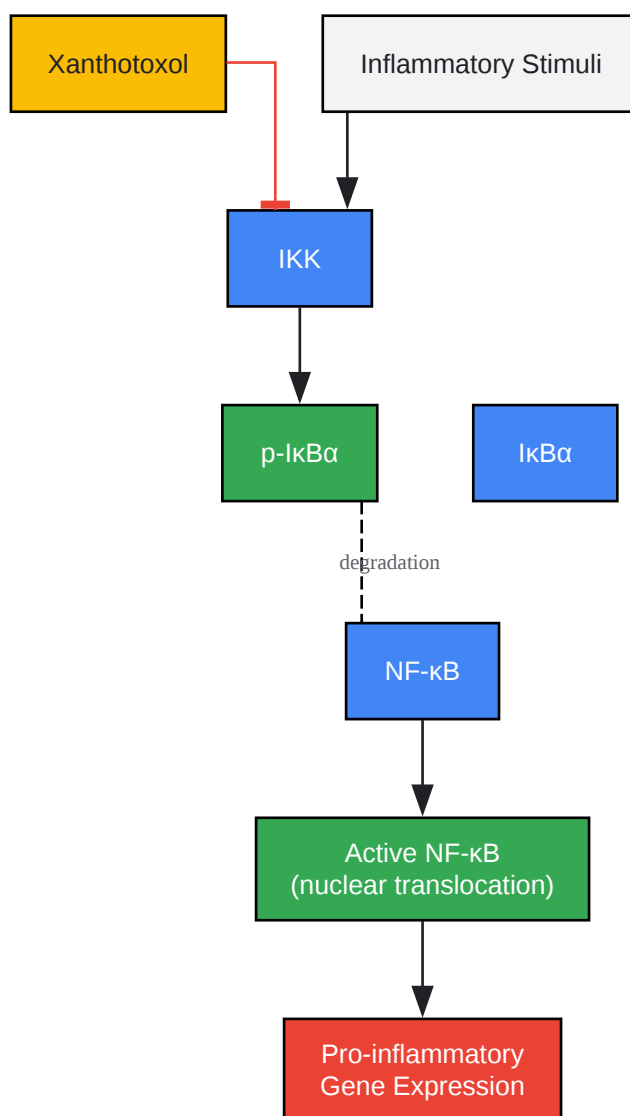 Xanthotoxol
Inflammatory Stimuli
IKK
p-IκBα
IκBα
degradation
NF-κB
Active NF-κB
(nuclear translocation)
Pro-inflammatory
Gene Expression